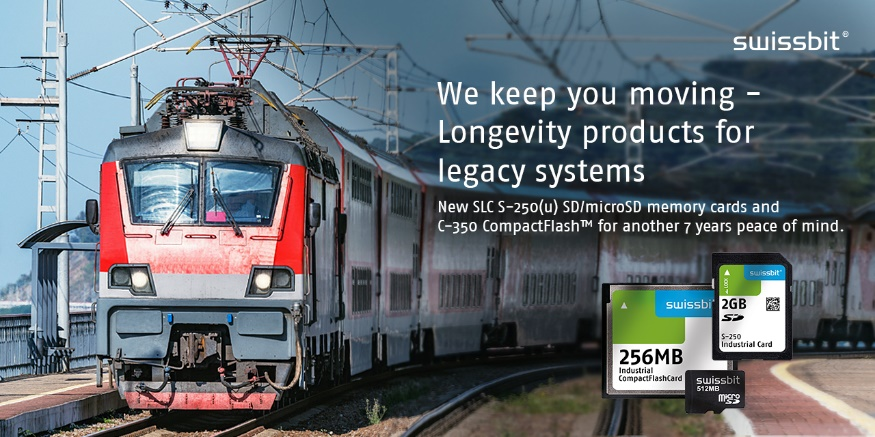 swissbit®
We keep you moving –
Longevity products for
legacy systems
New SLC S-250(u) SD/microSD memory cards and
C-350 CompactFlash™ for another 7 years peace of mind.
swissbit
256MB
Industrial
CompactFlashCard
swissbit®
LOCK
2GB
SD
S-250
Industrial Card
swissbit
512MB
micro
SD